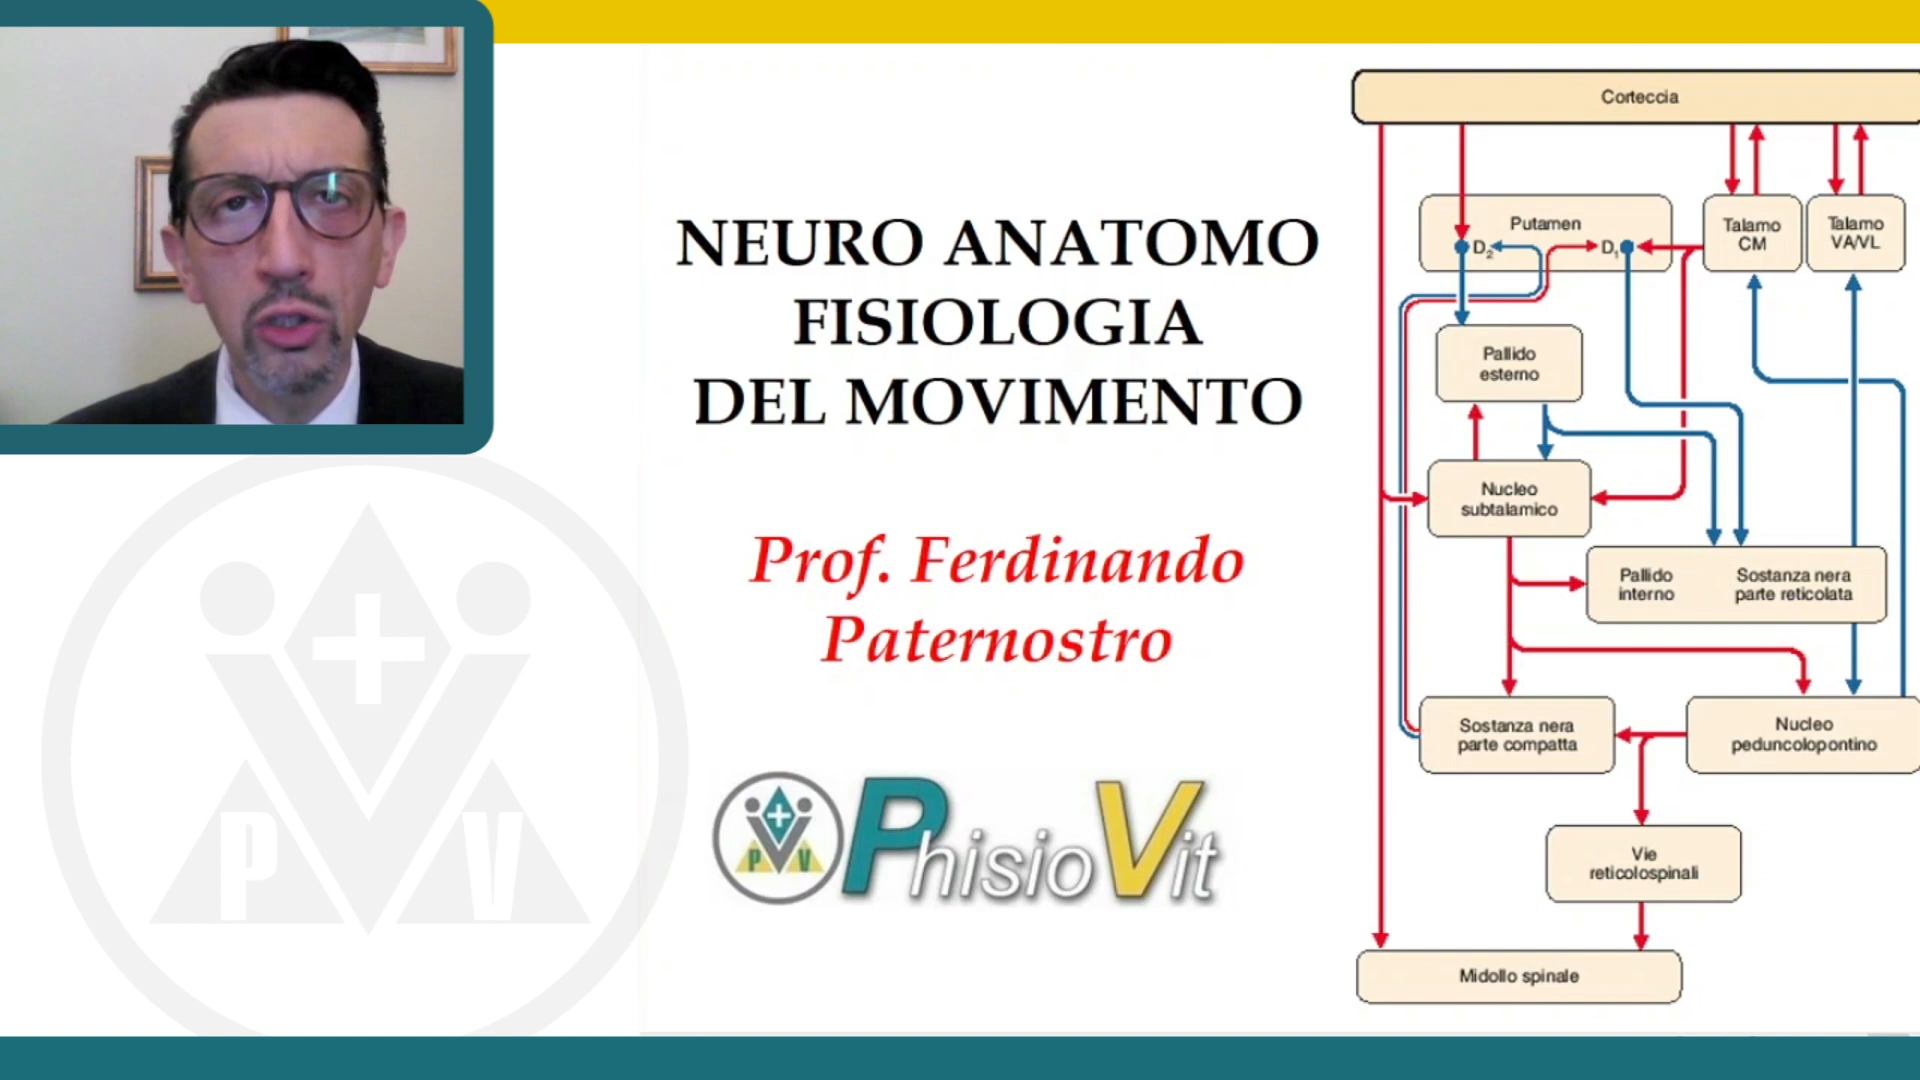 NEURO ANATOMO
FISIOLOGIA
DEL MOVIMENTO
Prof. Ferdinando
Paternostro
P V
PhisioVit
P V
Corteccia
Putamen
D2
D1
Talamo
CM
Talamo
VA/VL
Pallido
esterno
Nucleo
subtalamico
Pallido
interno
Sostanza nera
parte reticolata
Sostanza nera
parte compatta
Nucleo
peduncolopontino
Vie
reticolospinali
Midollo spinale